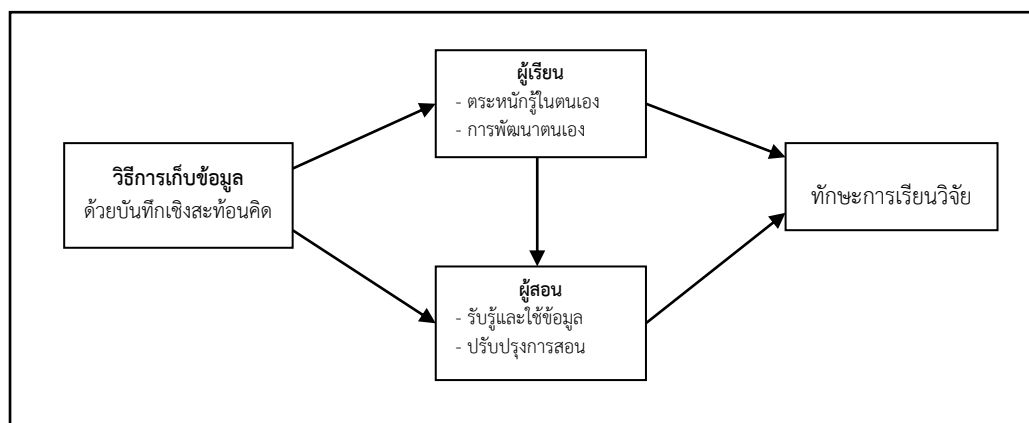 ผู้เรียน
- ตระหนักรู้ในตนเอง
- การพัฒนาตนเอง
วิธีการเก็บข้อมูล
ด้วยบันทึกเชิงสะท้อนคิด
ทักษะการเรียนวิจัย
ผู้สอน
- รับรู้และใช้ข้อมูล
- ปรับปรุงการสอน